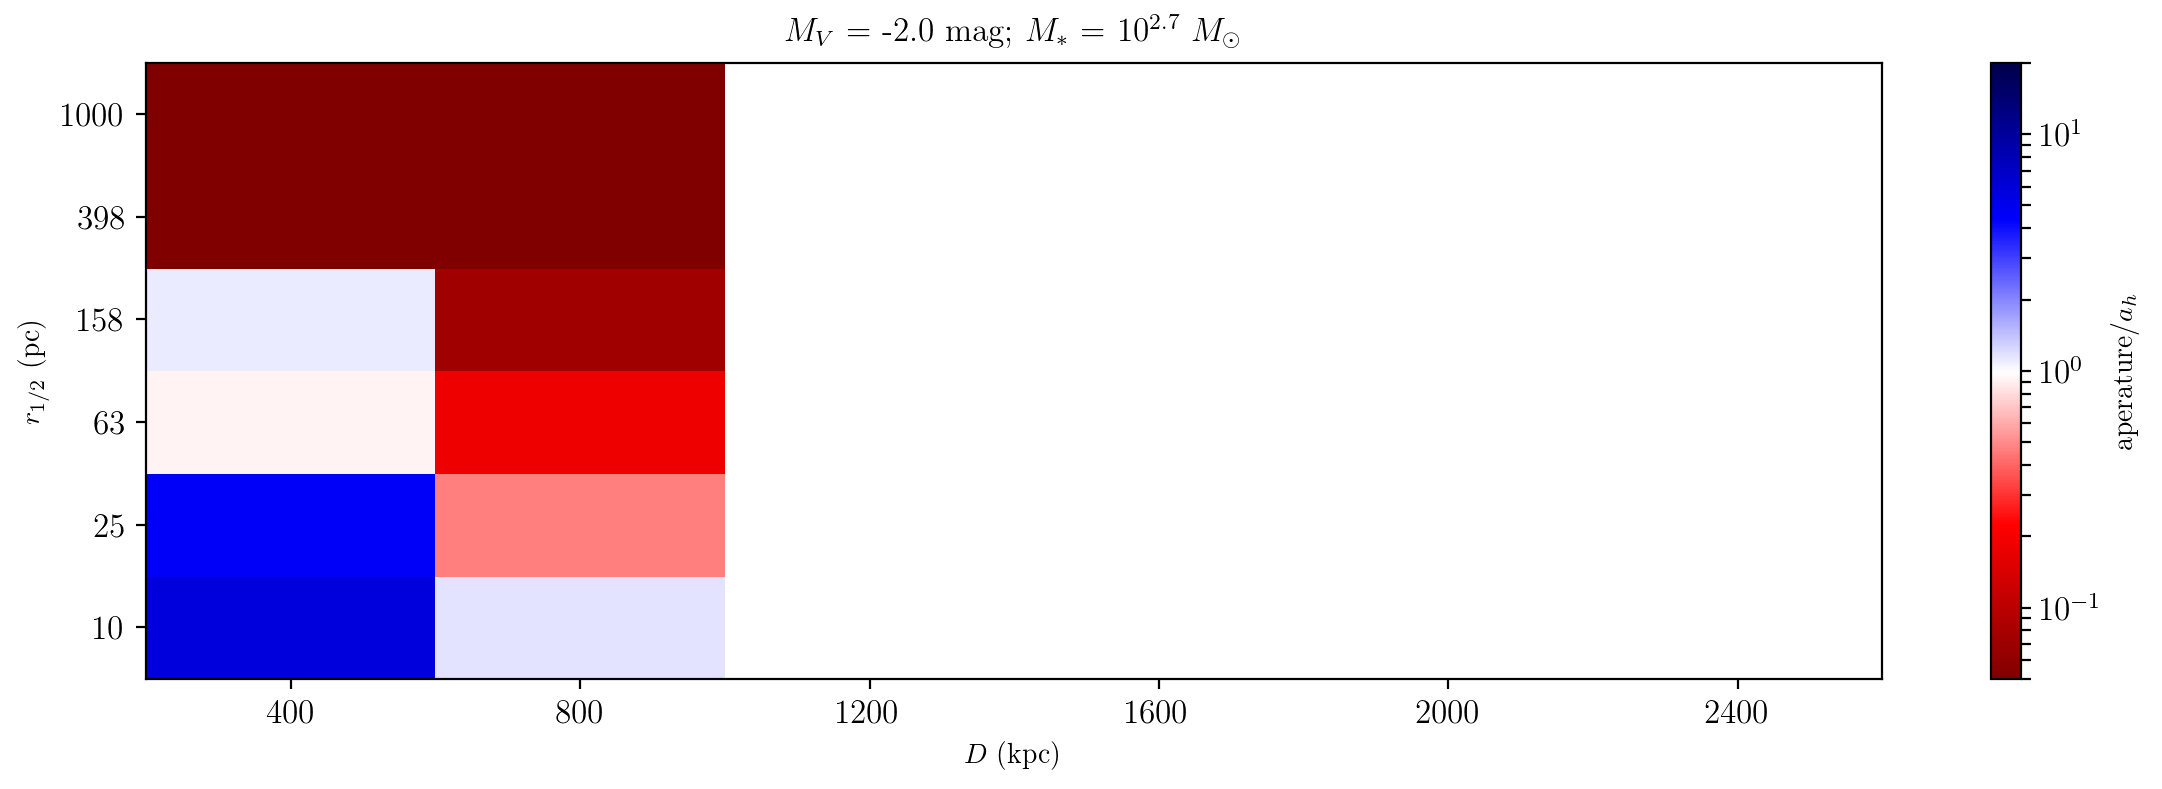 M_V = -2.0 mag; M_* = 10^2.7 M_⊙
1000
398
158
63
25
10
r_1/2 (pc)
400 800 1200 1600 2000 2400
D (kpc)
10^1
10^0
10^−1
aperature/a_h